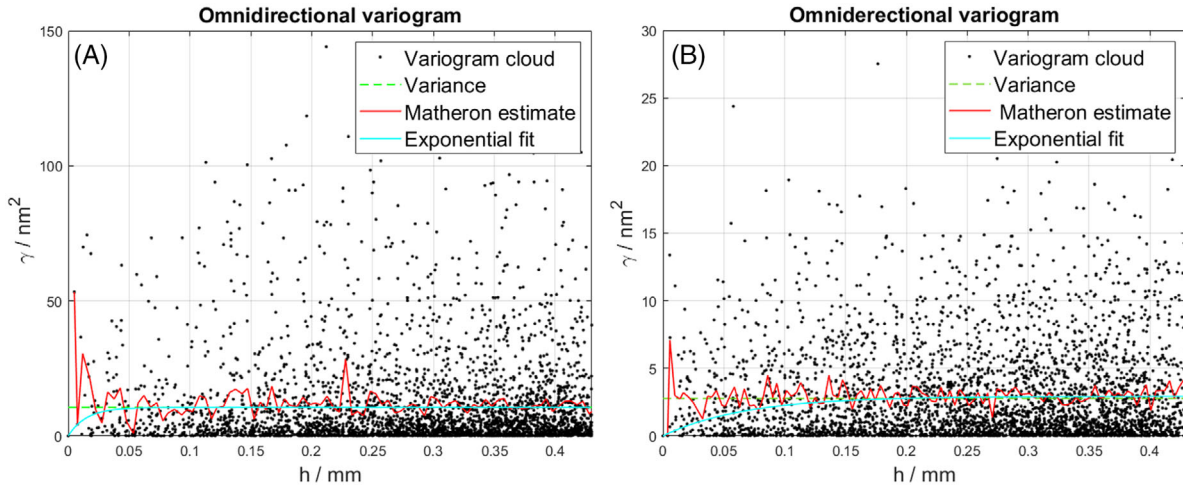 Omnidirectional variogram
(A)
Variogram cloud
Variance
Matheron estimate
Exponential fit
150
100
50
0
γ / nm²
0 0.05 0.1 0.15 0.2 0.25 0.3 0.35 0.4
h / mm
Omniderectional variogram
(B)
Variogram cloud
Variance
Matheron estimate
Exponential fit
30
25
20
15
10
5
0
γ / nm²
0 0.05 0.1 0.15 0.2 0.25 0.3 0.35 0.4
h / mm